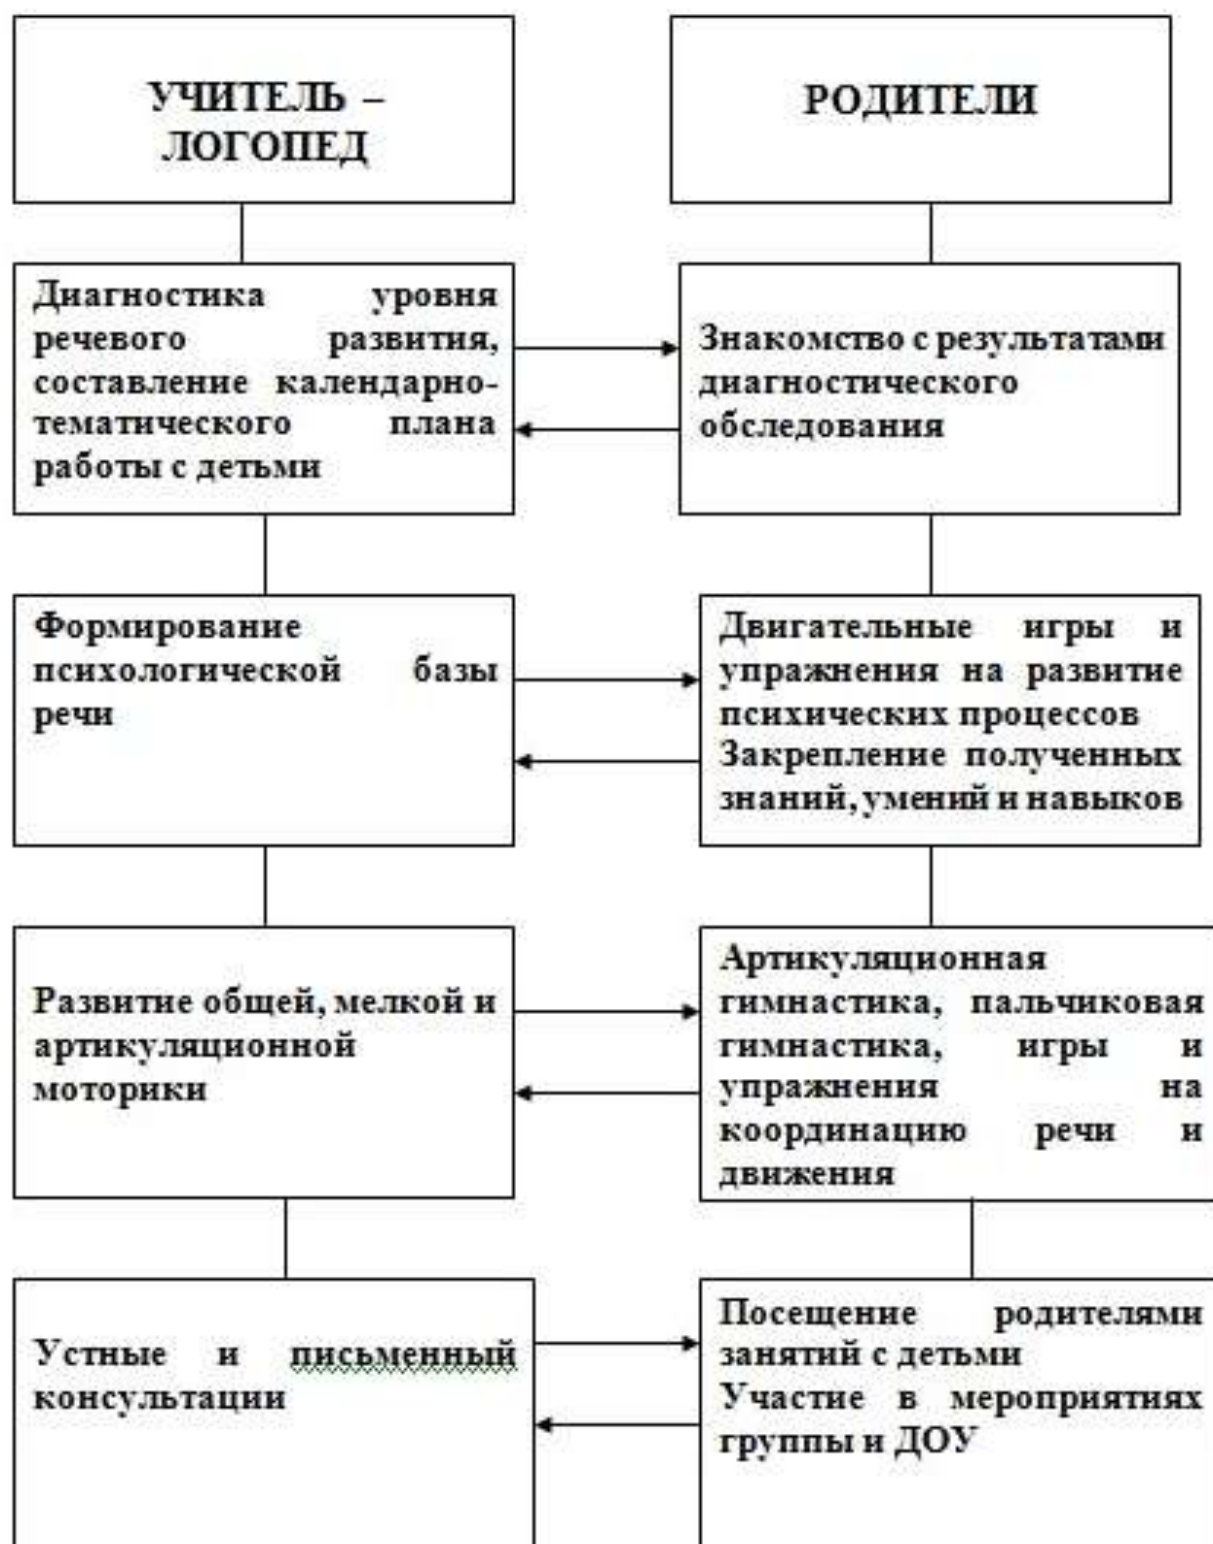 УЧИТЕЛЬ –
ЛОГОПЕД
РОДИТЕЛИ
Диагностика уровня
речевого развития,
составление календарно-
тематического плана
работы с детьми
Знакомство с результатами
диагностического
обследования
Формирование
психологической базы
речи
Двигательные игры и
упражнения на развитие
психических процессов
Закрепление полученных
знаний, умений и навыков
Развитие общей, мелкой и
артикуляционной
моторики
Артикуляционная
гимнастика, пальчиковая
гимнастика, игры и
упражнения на
координацию речи и
движения
Устные и письменный
консультации
Посещение родителями
занятий с детьми
Участие в мероприятиях
группы и ДОУ